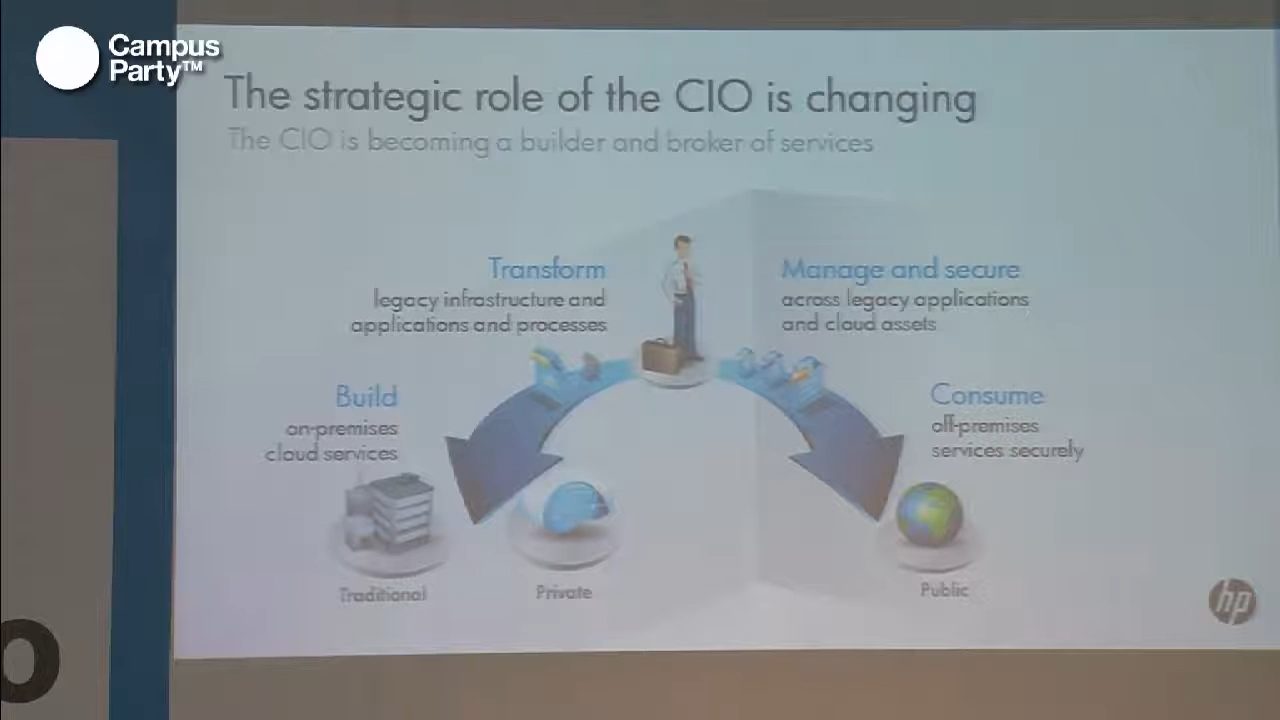 Campus
Party™
The strategic role of the CIO is changing
The CIO is becoming a builder and broker of services
Transform
legacy infrastructure and
applications and processes
Manage and secure
across legacy applications
and cloud assets
Build
on-premises
cloud services
Consume
off-premises
services securely
Traditional
Private
Public
hp
o